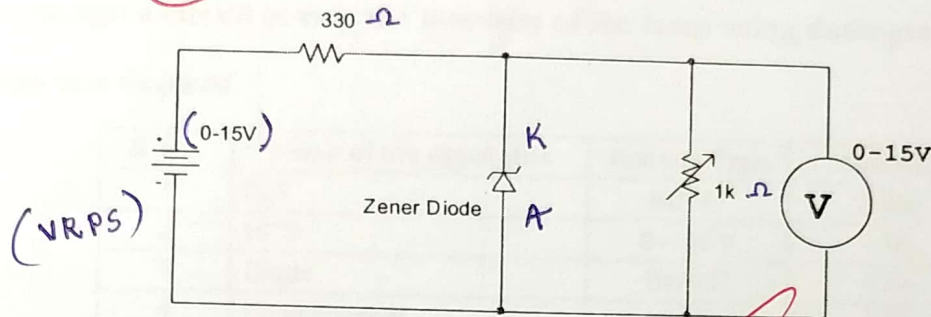 330 Ω
(0-15V)
+
-
(VRPS)
K
Zener Diode
A
1k Ω
0-15V
V